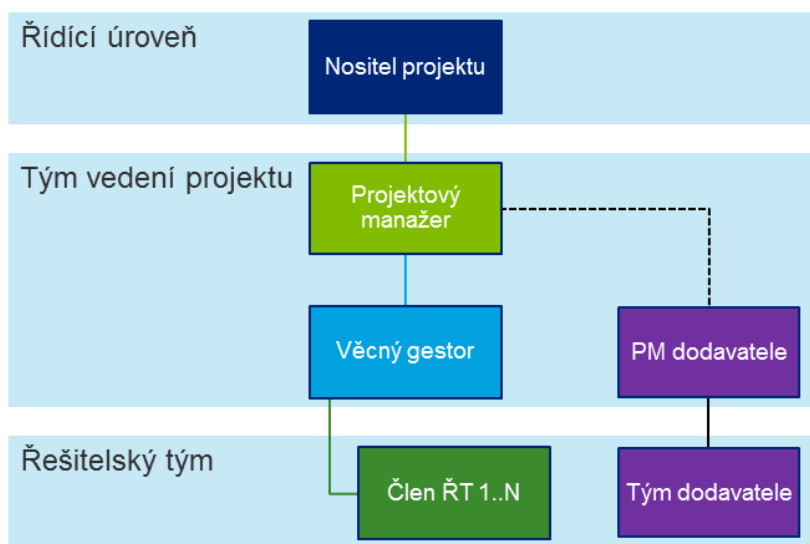 Řídící úroveň
Nositel projektu
Tým vedení projektu
Projektový
manažer
Věcný gestor
PM dodavatele
Řešitelský tým
Člen ŘT 1..N
Tým dodavatele